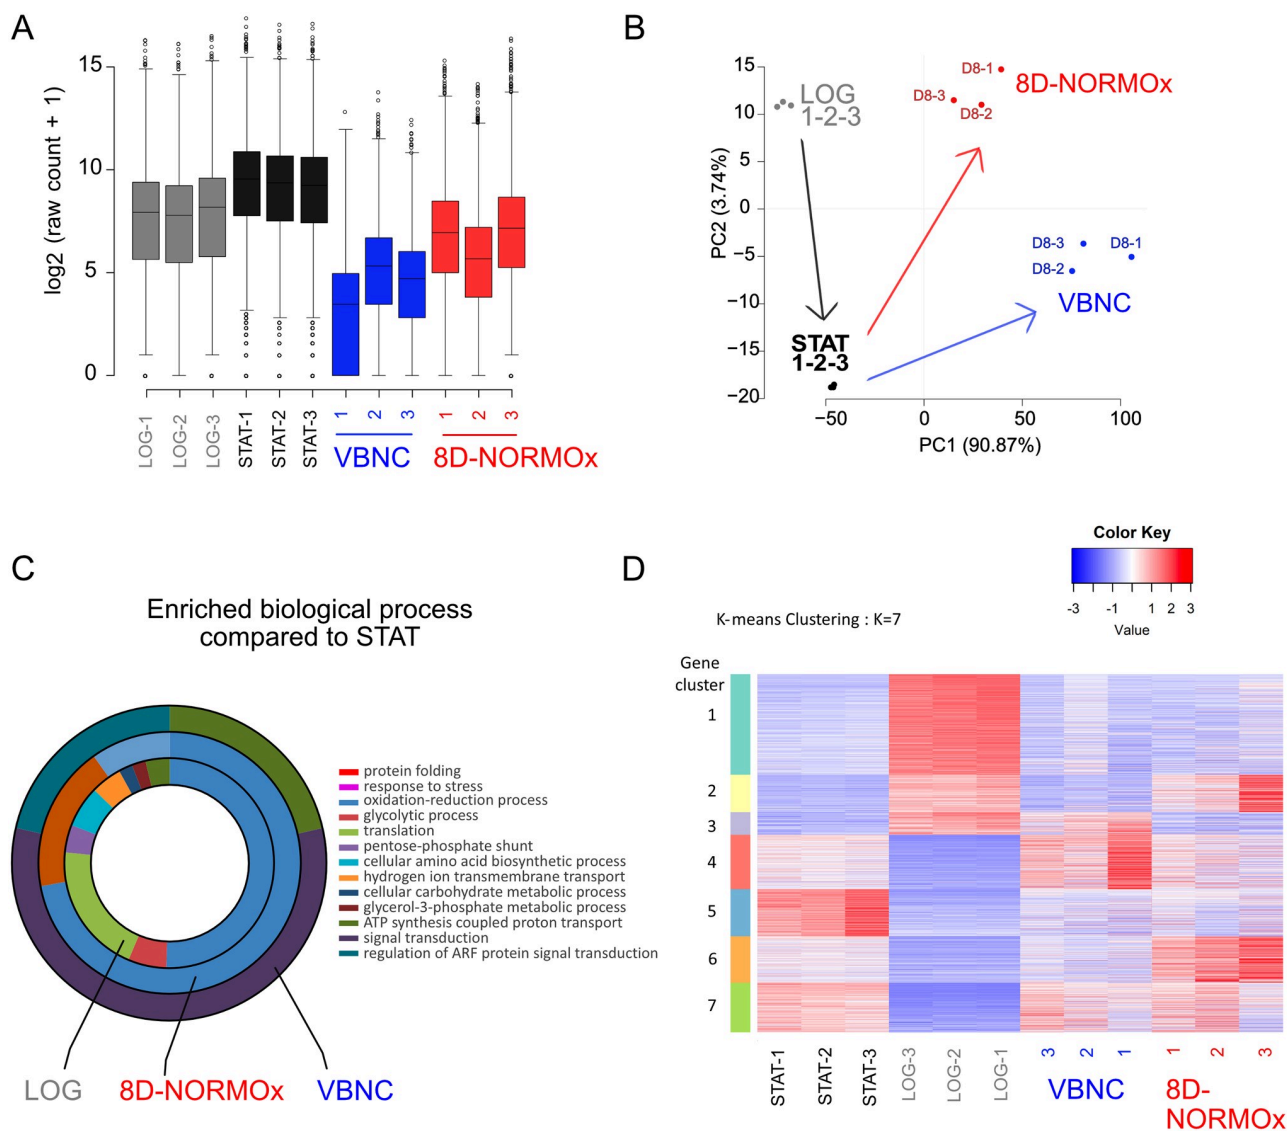 A
log2 (raw count + 1)
15
10
5
0
LOG-1
LOG-2
LOG-3
STAT-1
STAT-2
STAT-3
1
2
3
1
2
3
VBNC
8D-NORMOx
B
PC2 (3.74%)
15
10
5
0
−5
−10
−15
−20
LOG
1-2-3
D8-1
D8-3
D8-2
8D-NORMOx
D8-3
D8-1
D8-2
VBNC
STAT
1-2-3
−50
0
50
100
PC1 (90.87%)
C
Enriched biological process
compared to STAT
protein folding
response to stress
oxidation-reduction process
glycolytic process
translation
pentose-phosphate shunt
cellular amino acid biosynthetic process
hydrogen ion transmembrane transport
cellular carbohydrate metabolic process
glycerol-3-phosphate metabolic process
ATP synthesis coupled proton transport
signal transduction
regulation of ARF protein signal transduction
LOG
8D-NORMOx
VBNC
D
Color Key
-3 -1 1 2 3
Value
K-means Clustering : K=7
Gene
cluster
1
2
3
4
5
6
7
STAT-1
STAT-2
STAT-3
LOG-3
LOG-2
LOG-1
3
2
1
1
2
3
VBNC
8D-
NORMOx